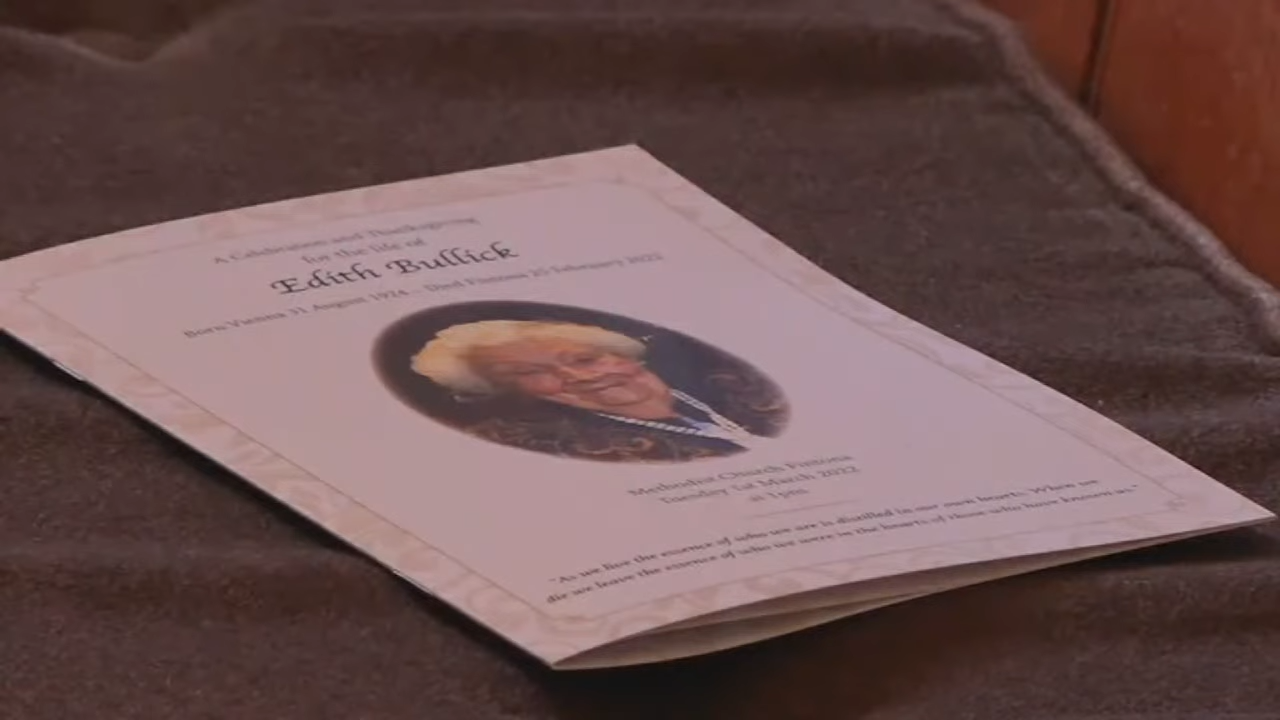 A Celebration and Thanksgiving
for the life of
Edith Bullick
Born Vienna 31 August 1924 - Died Fintona 25 February 2022
Methodist Church Fintona
Tuesday 1st March 2022
at 1pm
"As we live the essence of who we are is distilled in our own hearts. When we
die we leave the essence of who we were in the hearts of those who have known us."